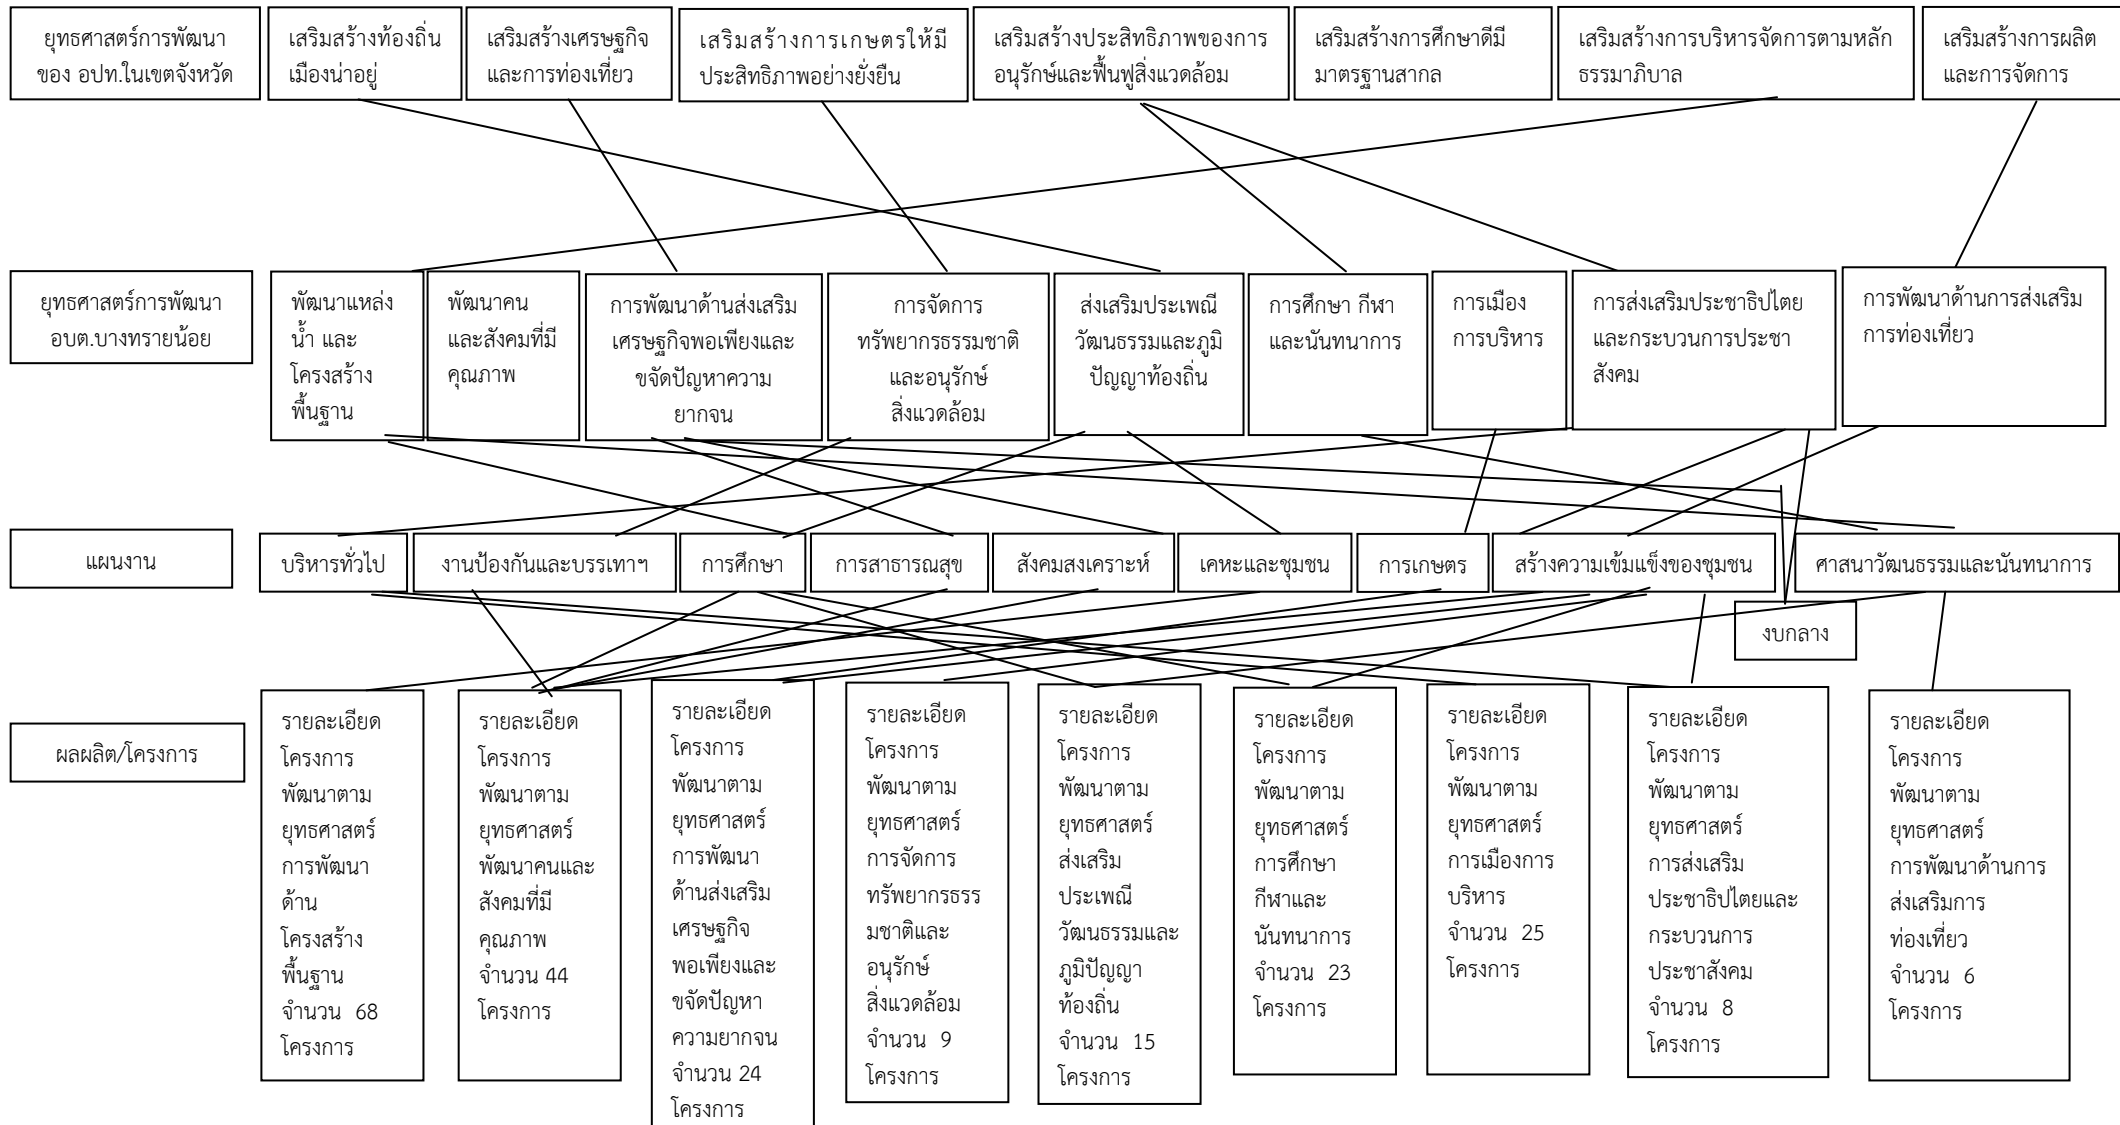 ยุทธศาสตร์การพัฒนา
ของ อปท.ในเขตจังหวัด
เสริมสร้างท้องถิ่น
เมืองน่าอยู่
เสริมสร้างเศรษฐกิจ
และการท่องเที่ยว
เสริมสร้างการเกษตรให้มี
ประสิทธิภาพอย่างยั่งยืน
เสริมสร้างประสิทธิภาพของการ
อนุรักษ์และฟื้นฟูสิ่งแวดล้อม
เสริมสร้างการศึกษาดีมี
มาตรฐานสากล
เสริมสร้างการบริหารจัดการตามหลัก
ธรรมาภิบาล
เสริมสร้างการผลิต
และการจัดการ
ยุทธศาสตร์การพัฒนา
อบต.บางทรายน้อย
พัฒนาแหล่ง
น้ำ และ
โครงสร้าง
พื้นฐาน
พัฒนาคน
และสังคมที่มี
คุณภาพ
การพัฒนาด้านส่งเสริม
เศรษฐกิจพอเพียงและ
ขจัดปัญหาความ
ยากจน
การจัดการ
ทรัพยากรธรรมชาติ
และอนุรักษ์
สิ่งแวดล้อม
ส่งเสริมประเพณี
วัฒนธรรมและภูมิ
ปัญญาท้องถิ่น
การศึกษา กีฬา
และนันทนาการ
การเมือง
การบริหาร
การส่งเสริมประชาธิปไตย
และกระบวนการประชา
สังคม
การพัฒนาด้านการส่งเสริม
การท่องเที่ยว
แผนงาน
บริหารทั่วไป
งานป้องกันและบรรเทาฯ
การศึกษา
การสาธารณสุข
สังคมสงเคราะห์
เคหะและชุมชน
การเกษตร
สร้างความเข้มแข็งของชุมชน
ศาสนาวัฒนธรรมและนันทนาการ
งบกลาง
ผลผลิต/โครงการ
รายละเอียด
โครงการ
พัฒนาตาม
ยุทธศาสตร์
การพัฒนา
ด้าน
โครงสร้าง
พื้นฐาน
จำนวน 68
โครงการ
รายละเอียด
โครงการ
พัฒนาตาม
ยุทธศาสตร์
พัฒนาคนและ
สังคมที่มี
คุณภาพ
จำนวน 44
โครงการ
รายละเอียด
โครงการ
พัฒนาตาม
ยุทธศาสตร์
การพัฒนา
ด้านส่งเสริม
เศรษฐกิจ
พอเพียงและ
ขจัดปัญหา
ความยากจน
จำนวน 24
โครงการ
รายละเอียด
โครงการ
พัฒนาตาม
ยุทธศาสตร์
การจัดการ
ทรัพยากรธรร
มชาติและ
อนุรักษ์
สิ่งแวดล้อม
จำนวน 9
โครงการ
รายละเอียด
โครงการ
พัฒนาตาม
ยุทธศาสตร์
ส่งเสริม
ประเพณี
วัฒนธรรมและ
ภูมิปัญญา
ท้องถิ่น
จำนวน 15
โครงการ
รายละเอียด
โครงการ
พัฒนาตาม
ยุทธศาสตร์
การศึกษา
กีฬาและ
นันทนาการ
จำนวน 23
โครงการ
รายละเอียด
โครงการ
พัฒนาตาม
ยุทธศาสตร์
การเมืองการ
บริหาร
จำนวน 25
โครงการ
รายละเอียด
โครงการ
พัฒนาตาม
ยุทธศาสตร์
การส่งเสริม
ประชาธิปไตยและ
กระบวนการ
ประชาสังคม
จำนวน 8
โครงการ
รายละเอียด
โครงการ
พัฒนาตาม
ยุทธศาสตร์
การพัฒนาด้านการ
ส่งเสริมการ
ท่องเที่ยว
จำนวน 6
โครงการ